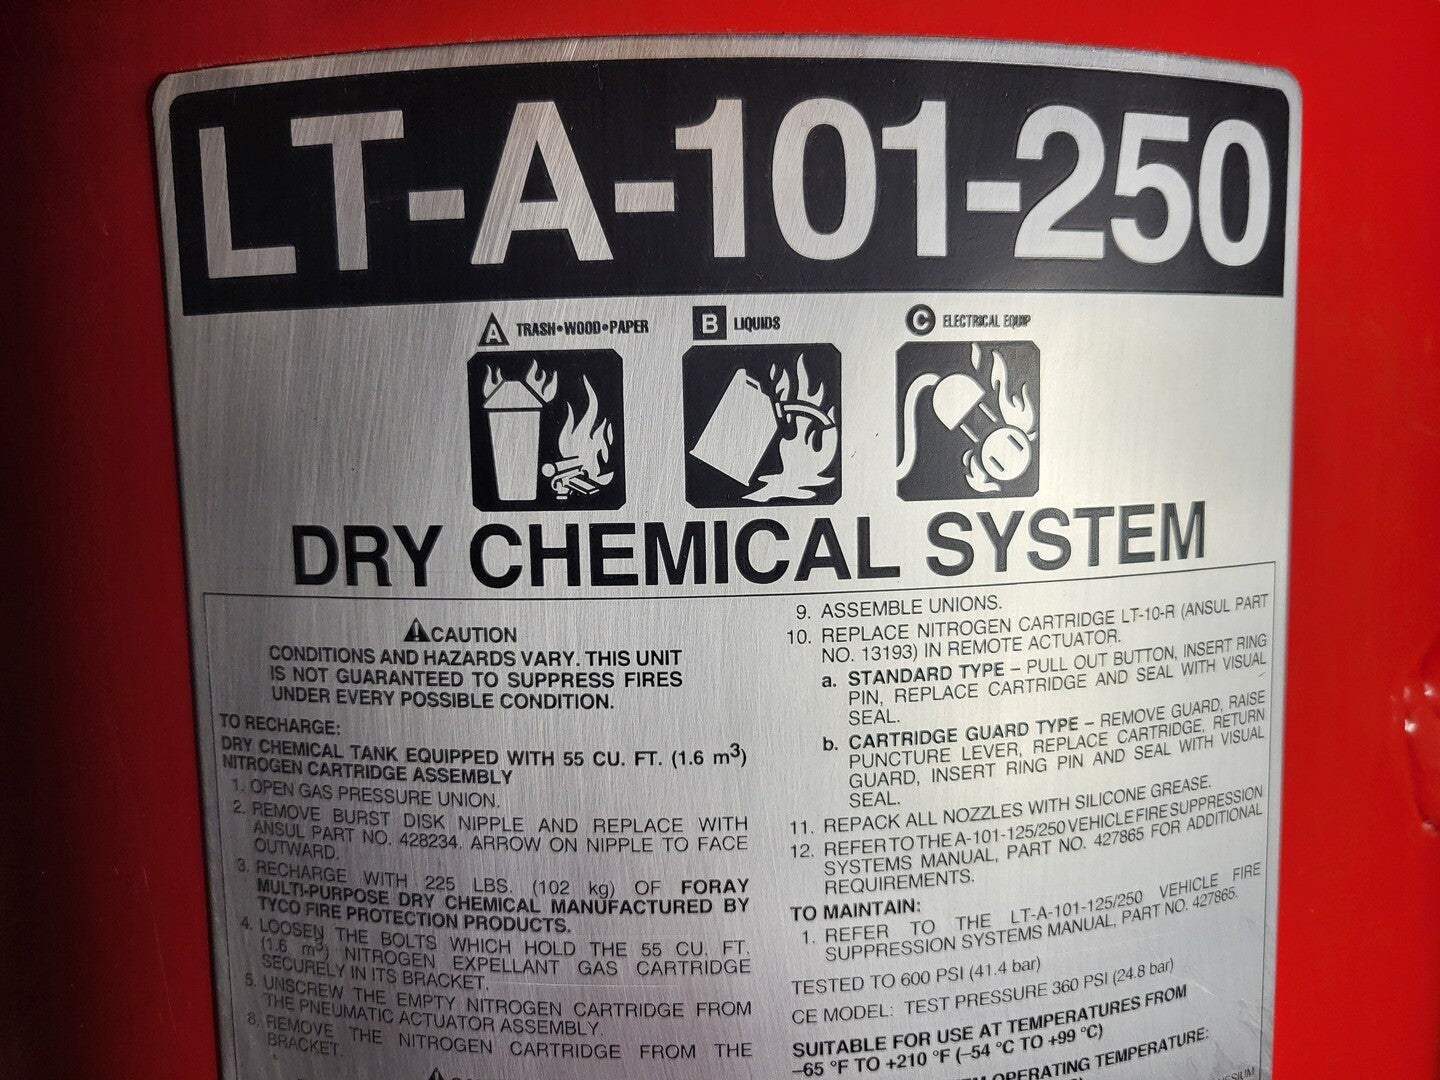 LT-A-101-250
A TRASH•WOOD•PAPER
B LIQUIDS
C ELECTRICAL EQUIP
DRY CHEMICAL SYSTEM
CAUTION
CONDITIONS AND HAZARDS VARY. THIS UNIT
IS NOT GUARANTEED TO SUPPRESS FIRES
UNDER EVERY POSSIBLE CONDITION.
TO RECHARGE:
DRY CHEMICAL TANK EQUIPPED WITH 55 CU. FT. (1.6 m³)
NITROGEN CARTRIDGE ASSEMBLY
1. OPEN GAS PRESSURE UNION.
2. REMOVE BURST DISK NIPPLE AND REPLACE WITH
ANSUL PART NO. 428234. ARROW ON NIPPLE TO FACE
OUTWARD.
3. RECHARGE WITH 225 LBS. (102 kg) OF FORAY
MULTI-PURPOSE DRY CHEMICAL MANUFACTURED BY
TYCO FIRE PROTECTION PRODUCTS.
4. LOOSEN THE BOLTS WHICH HOLD THE 55 CU. FT.
(1.6 m³) NITROGEN EXPELLANT GAS CARTRIDGE
SECURELY IN ITS BRACKET.
5. UNSCREW THE EMPTY NITROGEN CARTRIDGE FROM
THE PNEUMATIC ACTUATOR ASSEMBLY.
REMOVE THE NITROGEN CARTRIDGE FROM THE
BRACKET.
9. ASSEMBLE UNIONS.
10. REPLACE NITROGEN CARTRIDGE LT-10-R (ANSUL PART
NO. 13193) IN REMOTE ACTUATOR.
a. STANDARD TYPE – PULL OUT BUTTON, INSERT RING
PIN, REPLACE CARTRIDGE AND SEAL WITH VISUAL
SEAL.
b. CARTRIDGE GUARD TYPE – REMOVE GUARD, RAISE
PUNCTURE LEVER, REPLACE CARTRIDGE, RETURN
GUARD, INSERT RING PIN AND SEAL WITH VISUAL
SEAL.
11. REPACK ALL NOZZLES WITH SILICONE GREASE.
12. REFER TO THE A-101-125/250 VEHICLE FIRE SUPPRESSION
SYSTEMS MANUAL, PART NO. 427865 FOR ADDITIONAL
REQUIREMENTS.
TO MAINTAIN:
1. REFER TO THE LT-A-101-125/250 VEHICLE FIRE
SUPPRESSION SYSTEMS MANUAL, PART NO. 427865.
TESTED TO 600 PSI (41.4 bar)
CE MODEL: TEST PRESSURE 360 PSI (24.8 bar)
SUITABLE FOR USE AT TEMPERATURES FROM
–65 °F TO +210 °F (–54 °C TO +99 °C)
OPERATING TEMPERATURE: